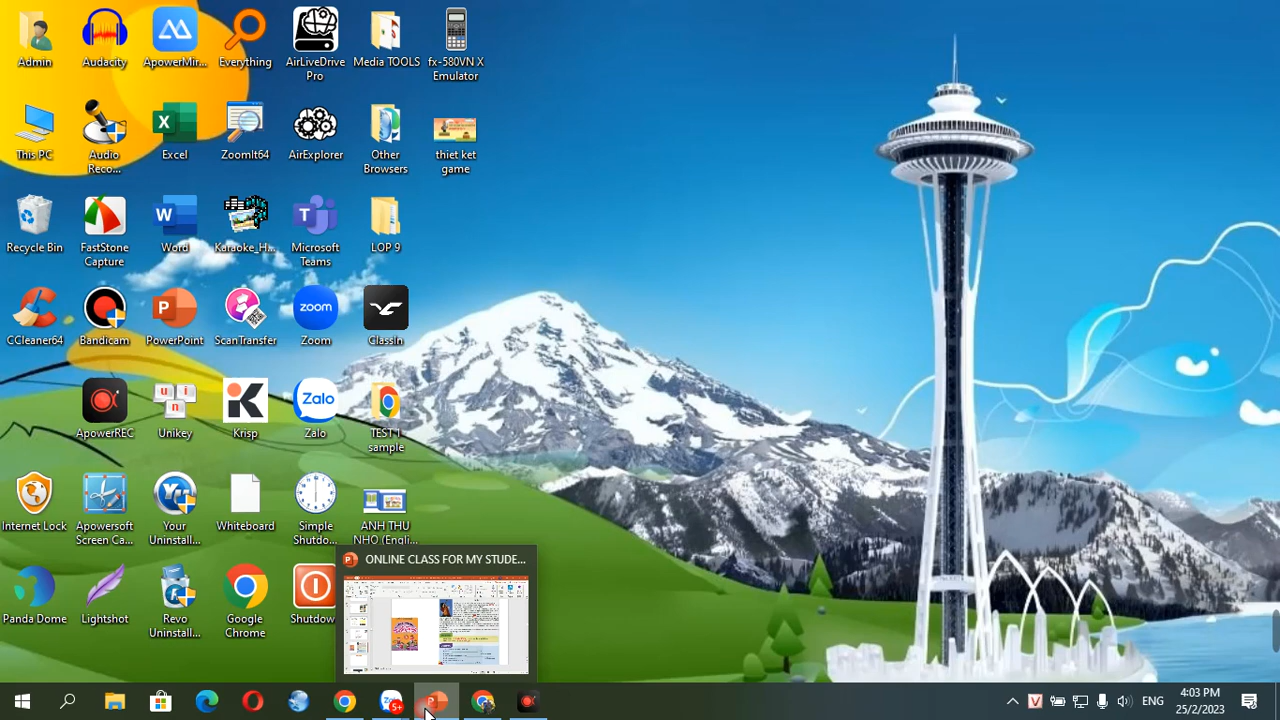 Admin
Audacity
ApowerMir...
Everything
AirLiveDrive
Pro
Media TOOLS
fx-580VN X
Emulator
This PC
Audio
Reco...
Excel
ZoomIt64
AirExplorer
Other
Browsers
thiet ket
game
Recycle Bin
FastStone
Capture
Word
Karaoke_H...
Microsoft
Teams
LOP 9
CCleaner64
Bandicam
PowerPoint
ScanTransfer
zoom
Zoom
ClassIn
ApowerREC
u i
n
Unikey
Krisp
Zalo
Zalo
TEST 1
sample
Internet Lock
Apowersoft
Screen Ca...
Your
Uninstall...
Whiteboard
Simple
Shutdo...
ANH THU
NHO (Engli...
ONLINE CLASS FOR MY STUDE...
Panda Dome
Lightshot
Revo
Uninstall...
Google
Chrome
Shutdow
5+
ENG
4:03 PM
25/2/2023